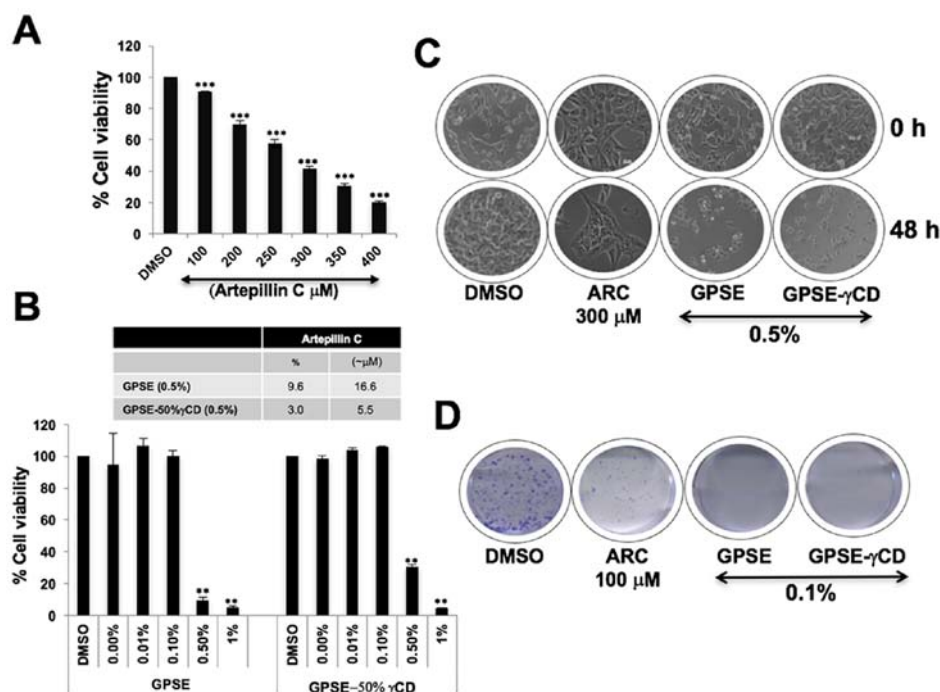 A
120
100
80
60
40
20
0
% Cell viability
***
***
***
***
***
***
DMSO
100
200
250
300
350
400
(Artepillin C μM)
B
Artepillin C
% (~μM)
GPSE (0.5%) 9.6 16.6
GPSE-50%γCD (0.5%) 3.0 5.5
120
100
80
60
40
20
0
% Cell viability
**
**
**
**
DMSO
0.00%
0.01%
0.10%
0.50%
1%
DMSO
0.00%
0.01%
0.10%
0.50%
1%
GPSE
GPSE–50% γCD
C
0 h
48 h
DMSO
ARC
300 μM
GPSE
GPSE-γCD
0.5%
D
DMSO
ARC
100 μM
GPSE
GPSE-γCD
0.1%